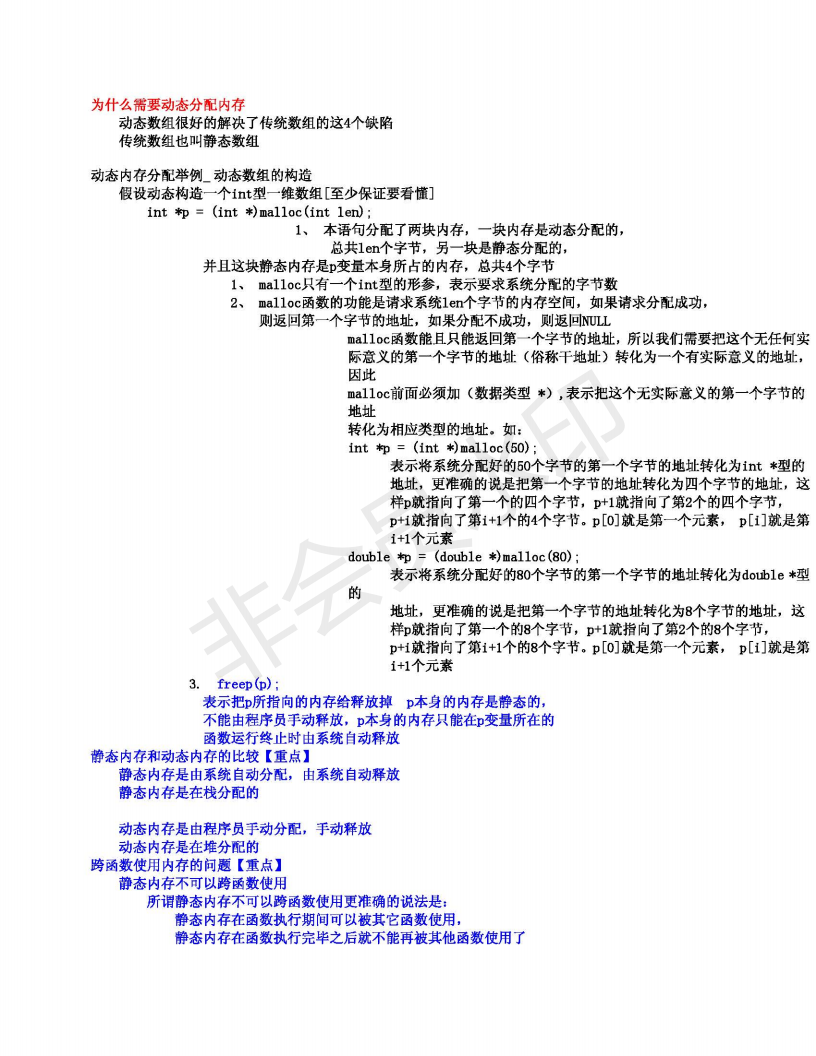 为什么需要动态分配内存
动态数组很好的解决了传统数组的这4个缺陷
传统数组也叫静态数组
动态内存分配举例_动态数组的构造
假设动态构造一个int型一维数组[至少保证要看懂]
int *p = (int *)malloc(int len);
1、 本语句分配了两块内存，一块内存是动态分配的，
总共len个字节，另一块是静态分配的，
并且这块静态内存是p变量本身所占的内存，总共4个字节
1、 malloc只有一个int型的形参，表示要求系统分配的字节数
2、 malloc函数的功能是请求系统len个字节的内存空间，如果请求分配成功，
则返回第一个字节的地址，如果分配不成功，则返回NULL
malloc函数能且只能返回第一个字节的地址，所以我们需要把这个无任何实
际意义的第一个字节的地址（俗称干地址）转化为一个有实际意义的地址，
因此
malloc前面必须加（数据类型 *）,表示把这个无实际意义的第一个字节的
地址
转化为相应类型的地址。如：
int *p = (int *)malloc(50);
表示将系统分配好的50个字节的第一个字节的地址转化为int *型的
地址，更准确的说是把第一个字节的地址转化为四个字节的地址，这
样p就指向了第一个的四个字节，p+1就指向了第2个的四个字节，
p+i就指向了第i+1个的4个字节。p[0]就是第一个元素， p[i]就是第
i+1个元素
double *p = (double *)malloc(80);
表示将系统分配好的80个字节的第一个字节的地址转化为double *型
的
地址，更准确的说是把第一个字节的地址转化为8个字节的地址，这
样p就指向了第一个的8个字节，p+1就指向了第2个的8个字节，
p+i就指向了第i+1个的8个字节。p[0]就是第一个元素， p[i]就是第
i+1个元素
3. freep(p);
表示把p所指向的内存给释放掉 p本身的内存是静态的，
不能由程序员手动释放，p本身的内存只能在p变量所在的
函数运行终止时由系统自动释放
静态内存和动态内存的比较【重点】
静态内存是由系统自动分配，由系统自动释放
静态内存是在栈分配的
动态内存是由程序员手动分配，手动释放
动态内存是在堆分配的
跨函数使用内存的问题【重点】
静态内存不可以跨函数使用
所谓静态内存不可以跨函数使用更准确的说法是：
静态内存在函数执行期间可以被其它函数使用，
静态内存在函数执行完毕之后就不能再被其他函数使用了
非会员水印